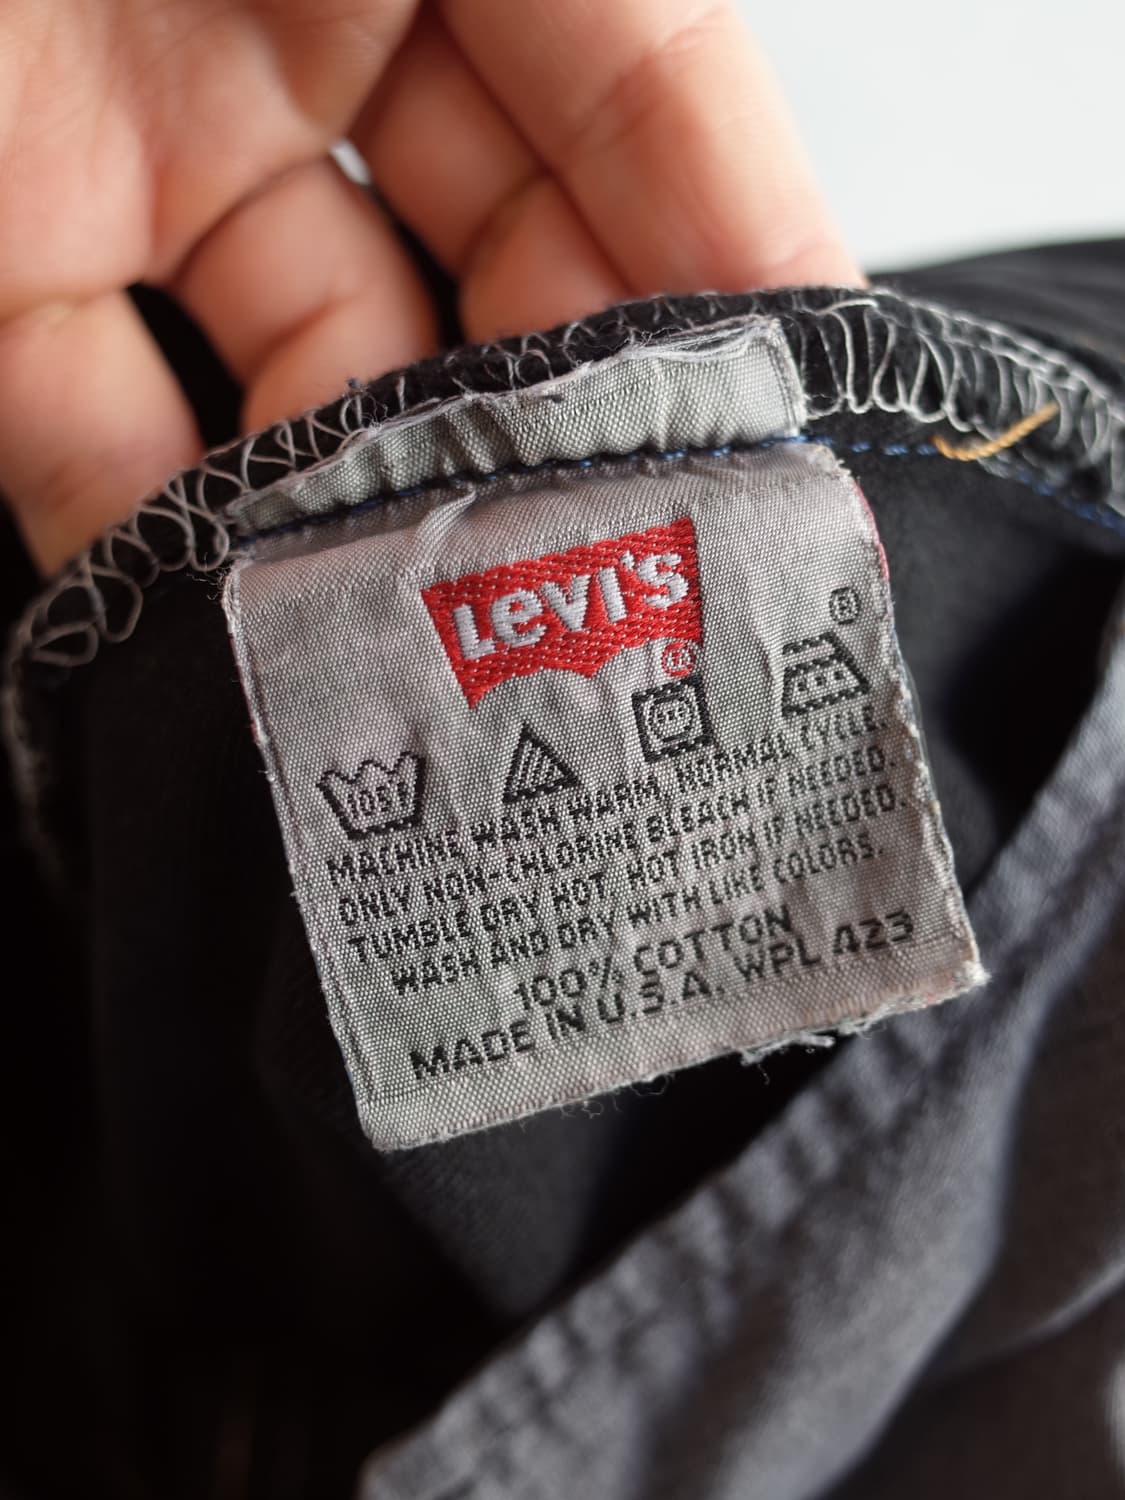 Levi's
®
®
105F
MACHINE WASH WARM, NORMAL CYCLE.
ONLY NON-CHLORINE BLEACH IF NEEDED.
TUMBLE DRY HOT. HOT IRON IF NEEDED.
WASH AND DRY WITH LIKE COLORS.
100% COTTON
MADE IN U.S.A. WPL 423